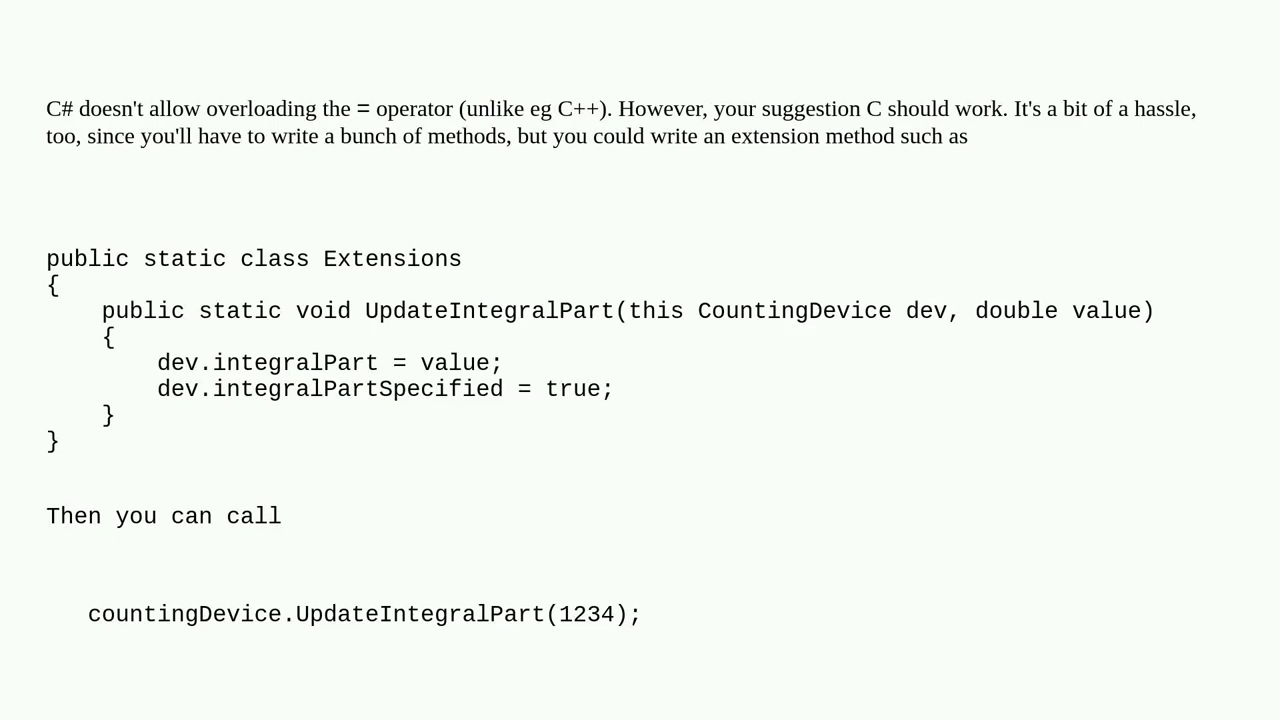 C# doesn't allow overloading the = operator (unlike eg C++). However, your suggestion C should work. It's a bit of a hassle,
too, since you'll have to write a bunch of methods, but you could write an extension method such as
public static class Extensions
{
    public static void UpdateIntegralPart(this CountingDevice dev, double value)
    {
        dev.integralPart = value;
        dev.integralPartSpecified = true;
    }
}
Then you can call
   countingDevice.UpdateIntegralPart(1234);